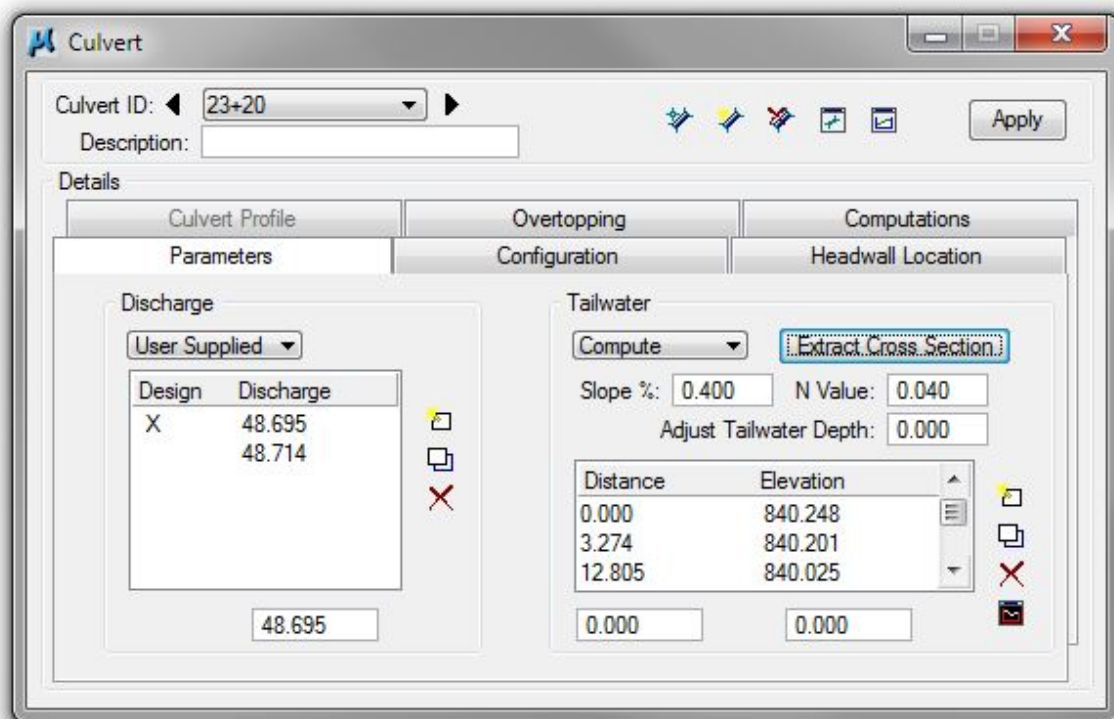 Culvert
Culvert ID: 23+20
Apply
Description:
Details
Culvert Profile Overtopping Computations
Parameters Configuration Headwall Location
Discharge
User Supplied
Design Discharge
X 48.695
48.714
48.695
Tailwater
Compute Extract Cross Section
Slope %: 0.400 N Value: 0.040
Adjust Tailwater Depth: 0.000
Distance Elevation
0.000 840.248
3.274 840.201
12.805 840.025
0.000 0.000